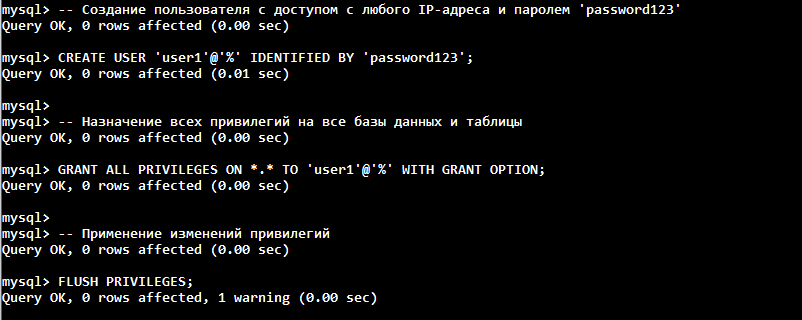 mysql> -- Создание пользователя с доступом с любого IP-адреса и паролем 'password123'
Query OK, 0 rows affected (0.00 sec)
mysql> CREATE USER 'user1'@'%' IDENTIFIED BY 'password123';
Query OK, 0 rows affected (0.01 sec)
mysql>
mysql> -- Назначение всех привилегий на все базы данных и таблицы
Query OK, 0 rows affected (0.00 sec)
mysql> GRANT ALL PRIVILEGES ON *.* TO 'user1'@'%' WITH GRANT OPTION;
Query OK, 0 rows affected (0.00 sec)
mysql>
mysql> -- Применение изменений привилегий
Query OK, 0 rows affected (0.00 sec)
mysql> FLUSH PRIVILEGES;
Query OK, 0 rows affected, 1 warning (0.00 sec)